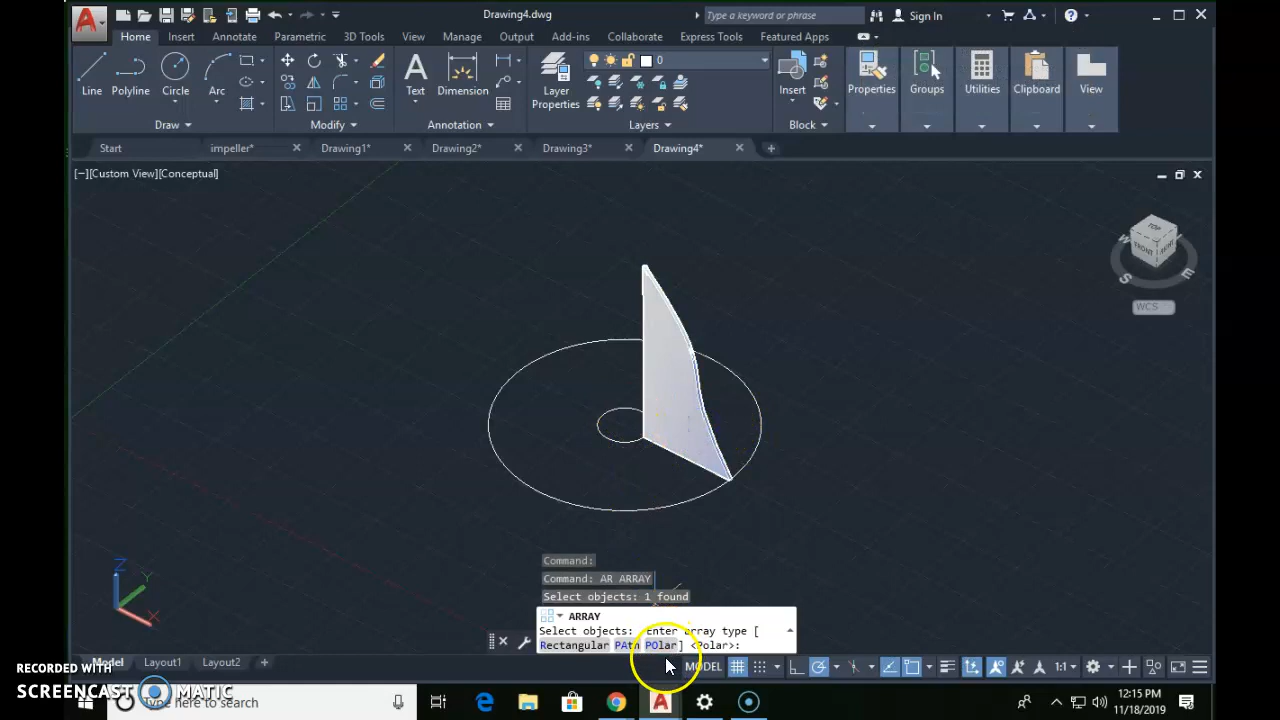 Drawing4.dwg
Type a keyword or phrase
Sign In
Home Insert Annotate Parametric 3D Tools View Manage Output Add-ins Collaborate Express Tools Featured Apps
0
Line Polyline Circle Arc Text Dimension Layer Properties Insert Properties Groups Utilities Clipboard View
Draw Modify Annotation Layers Block
Start impeller* Drawing1* Drawing2* Drawing3* Drawing4*
[−][Custom View][Conceptual]
TOP
FRONT
W
S
E
WCS
Z
Y
X
Command:
Command: AR ARRAY
Select objects: 1 found
ARRAY
Select objects: Enter array type [
Rectangular PAth POlar] <Polar>:
Model Layout1 Layout2
MODEL 1:1
RECORDED WITH
SCREENCAST MATIC
Type here to search
12:15 PM
11/18/2019